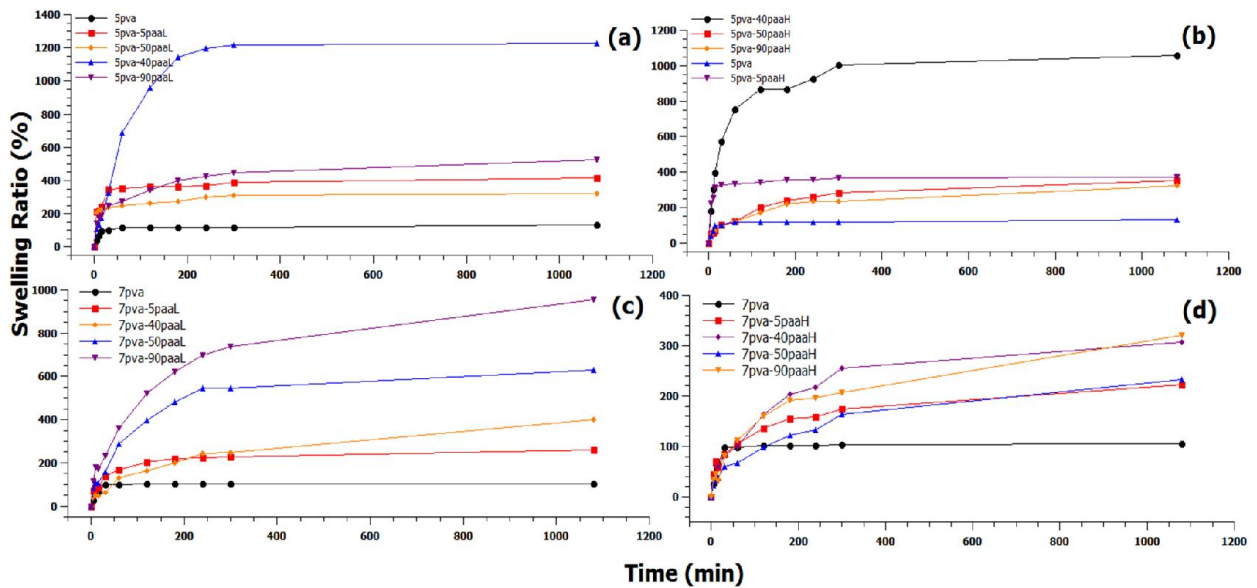 Swelling Ratio (%)
Time (min)
(a)
5pva
5pva-5paaL
5pva-50paaL
5pva-40paaL
5pva-90paaL
1400
1200
1000
800
600
400
200
0
0 200 400 600 800 1000 1200
(b)
5pva-40paaH
5pva-50paaH
5pva-90paaH
5pva
5pva-5paaH
1200
1000
800
600
400
200
0
0 200 400 600 800 1000 1200
(c)
7pva
7pva-5paaL
7pva-40paaL
7pva-50paaL
7pva-90paaL
1000
800
600
400
200
0
0 200 400 600 800 1000 1200
(d)
7pva
7pva-5paaH
7pva-40paaH
7pva-50paaH
7pva-90paaH
400
300
200
100
0
0 200 400 600 800 1000 1200